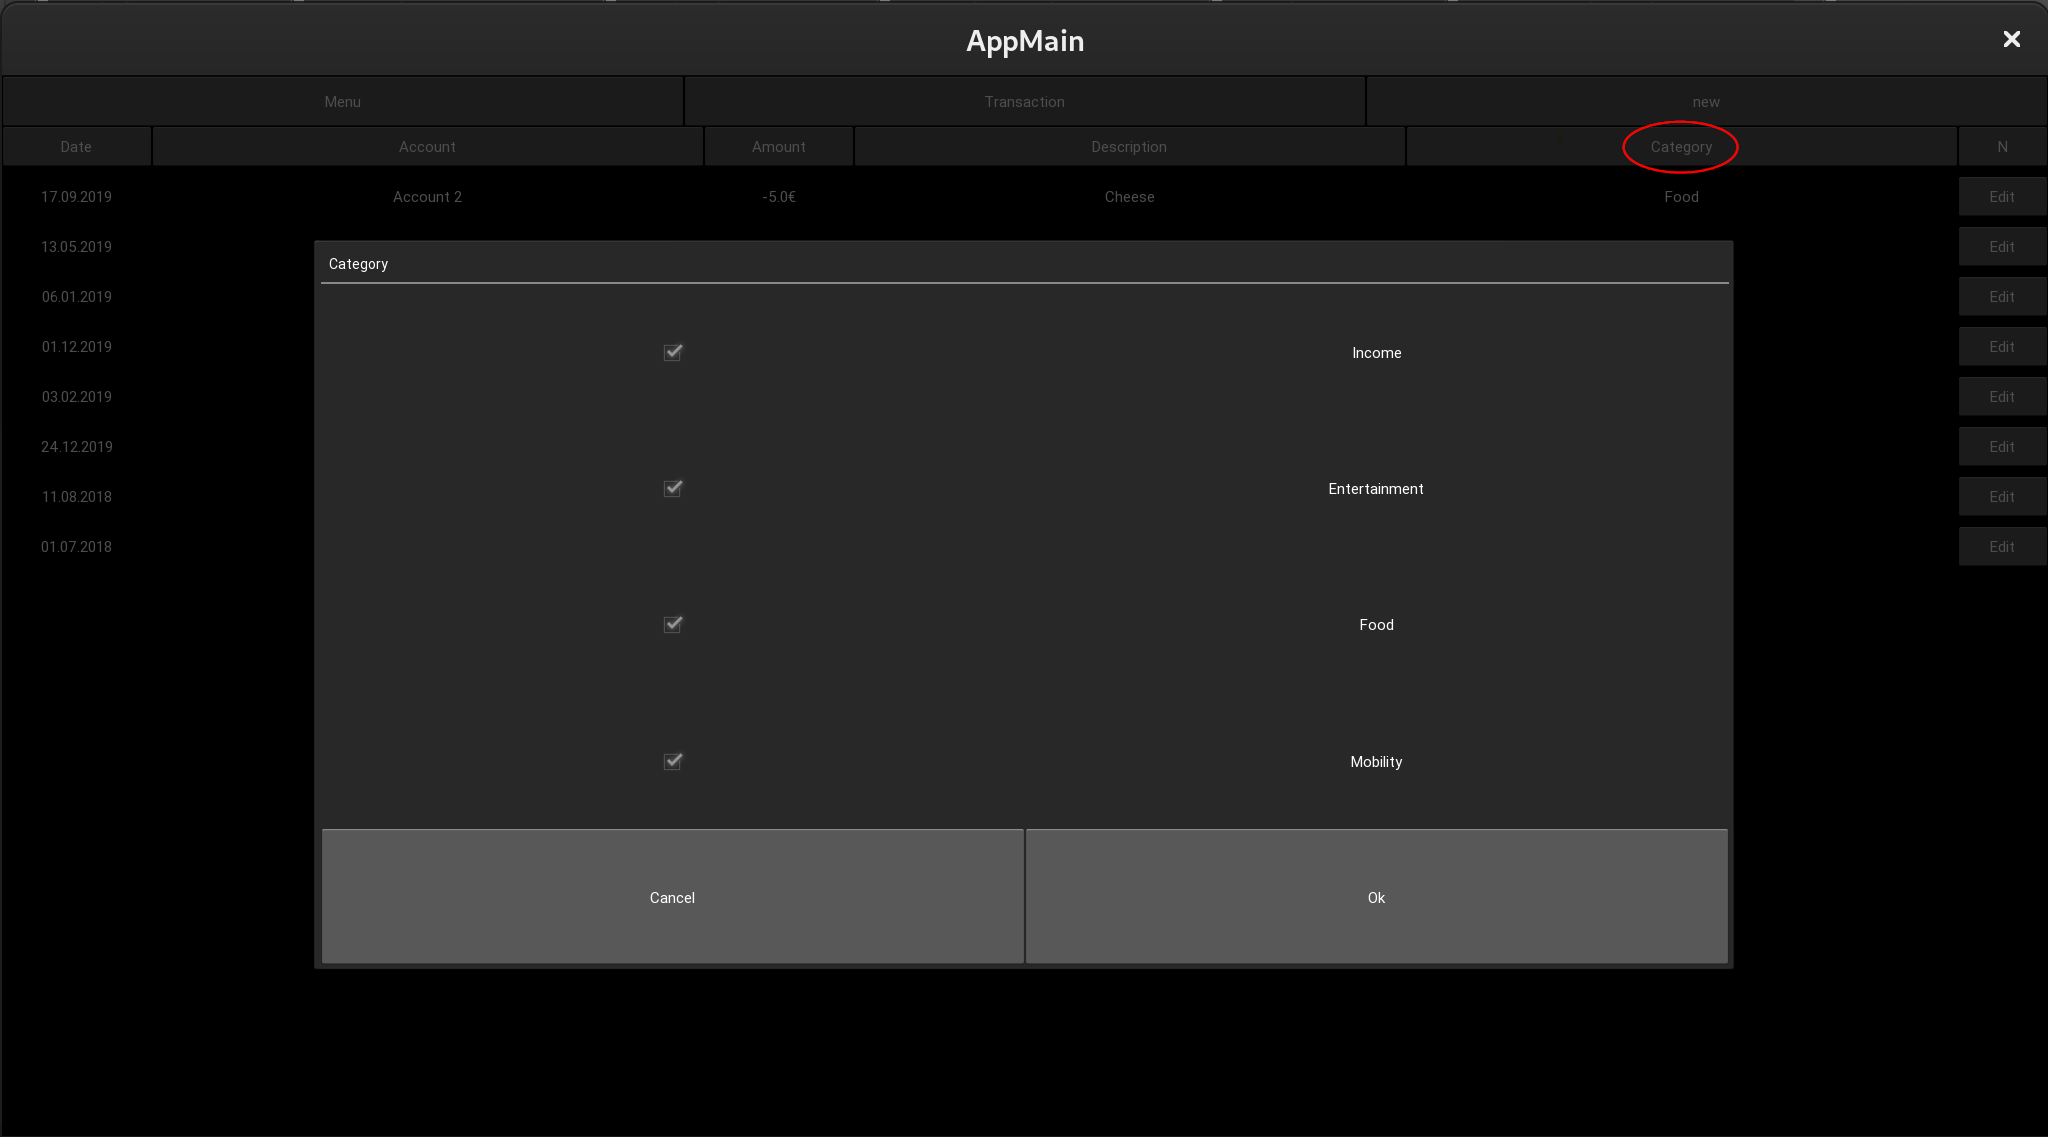 AppMain
Menu Transaction new
Date Account Amount Description Category N
17.09.2019 Account 2 -5.0€ Cheese Food Edit
13.05.2019 Edit
Category
06.01.2019 Edit
01.12.2019 Income Edit
03.02.2019 Edit
24.12.2019 Edit
11.08.2018 Entertainment Edit
01.07.2018 Edit
Food
Mobility
Cancel Ok